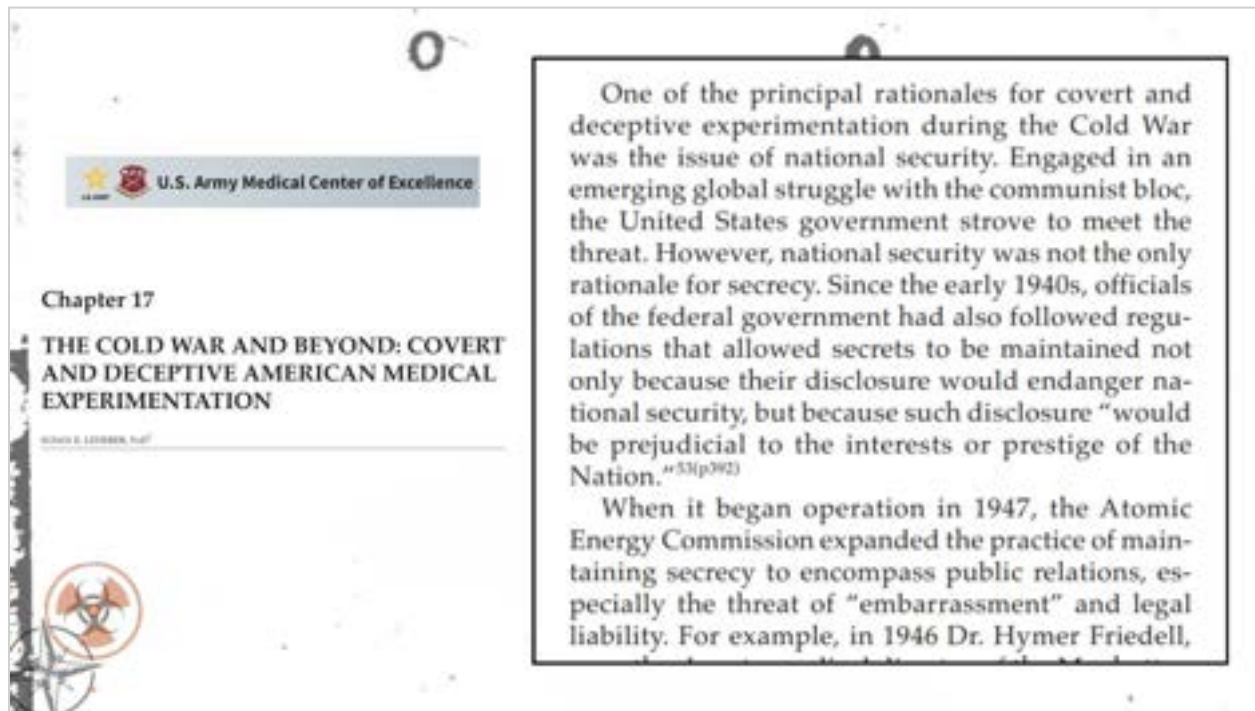 U.S. Army Medical Center of Excellence
Chapter 17
THE COLD WAR AND BEYOND: COVERT
AND DECEPTIVE AMERICAN MEDICAL
EXPERIMENTATION
One of the principal rationales for covert and
deceptive experimentation during the Cold War
was the issue of national security. Engaged in an
emerging global struggle with the communist bloc,
the United States government strove to meet the
threat. However, national security was not the only
rationale for secrecy. Since the early 1940s, officials
of the federal government had also followed regu-
lations that allowed secrets to be maintained not
only because their disclosure would endanger na-
tional security, but because such disclosure “would
be prejudicial to the interests or prestige of the
Nation.”53(p392)
When it began operation in 1947, the Atomic
Energy Commission expanded the practice of main-
taining secrecy to encompass public relations, es-
pecially the threat of “embarrassment” and legal
liability. For example, in 1946 Dr. Hymer Friedell,